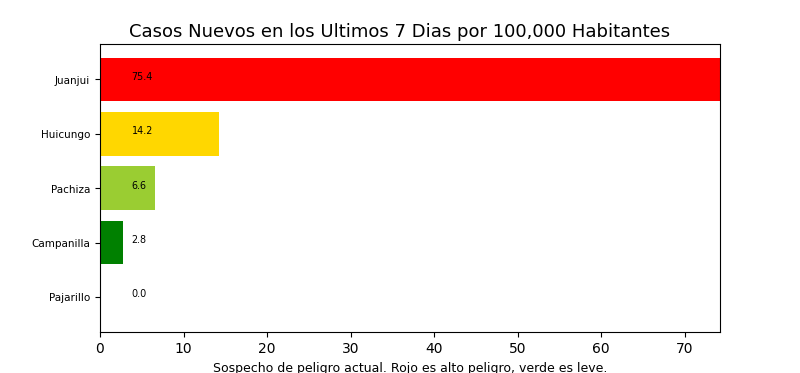 Casos Nuevos en los Ultimos 7 Dias por 100,000 Habitantes
Juanjui 75.4
Huicungo 14.2
Pachiza 6.6
Campanilla 2.8
Pajarillo 0.0
0 10 20 30 40 50 60 70
Sospecho de peligro actual. Rojo es alto peligro, verde es leve.